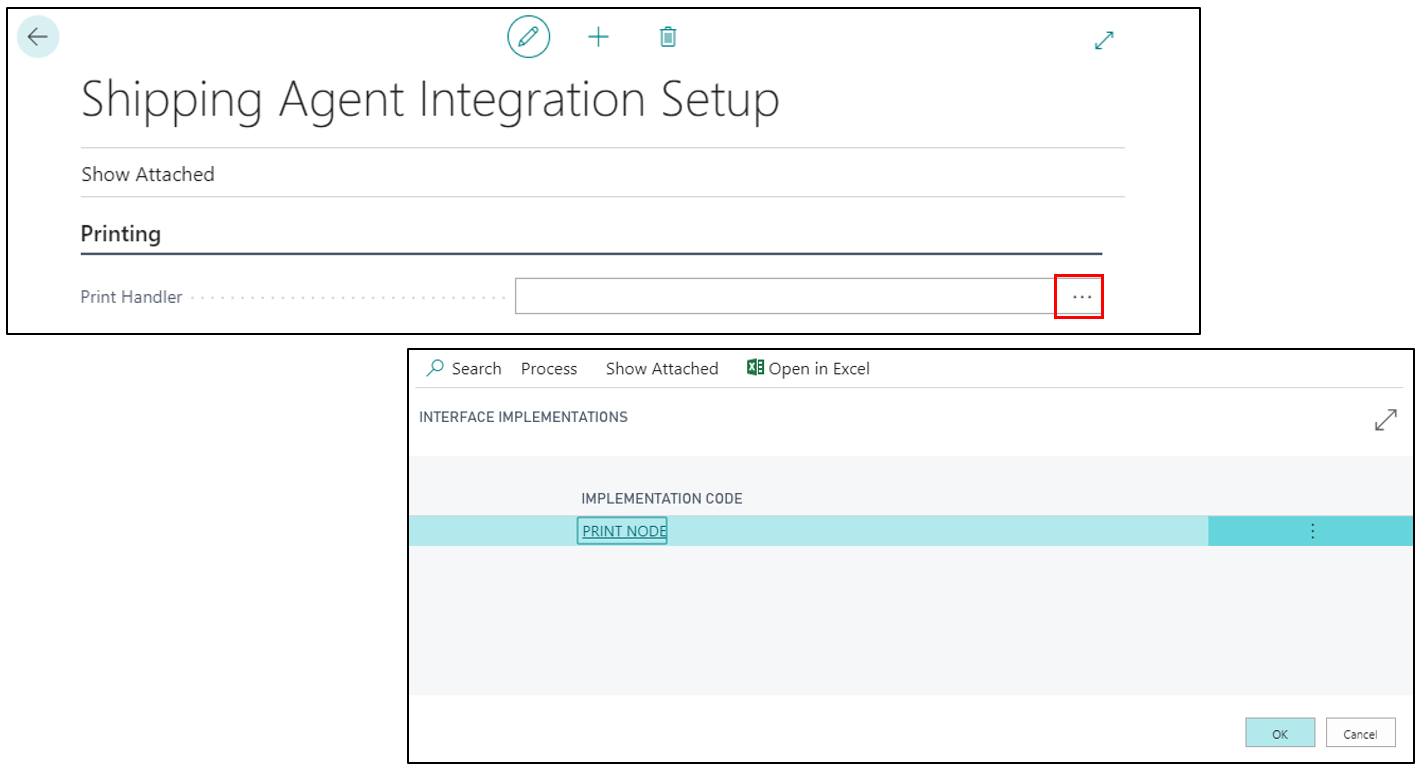 Shipping Agent Integration Setup
Show Attached
Printing
Print Handler
Search Process Show Attached Open in Excel
INTERFACE IMPLEMENTATIONS
IMPLEMENTATION CODE
PRINT NODE
OK Cancel